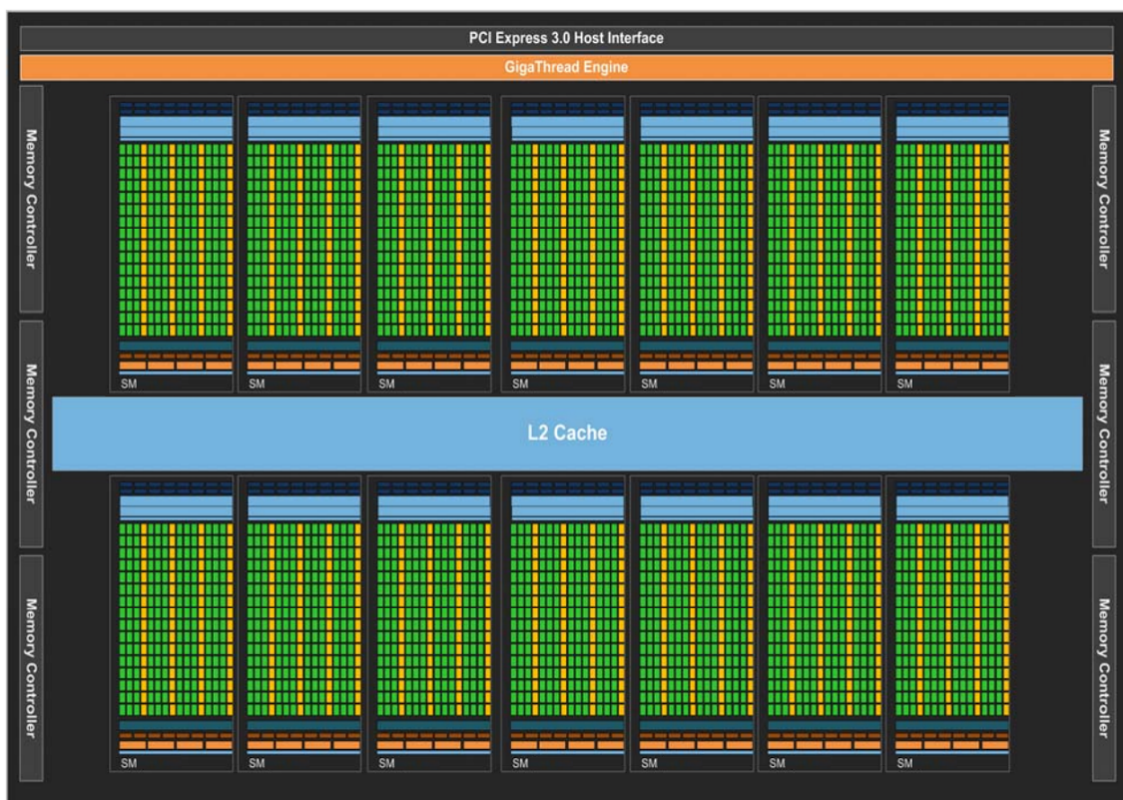 PCI Express 3.0 Host Interface
GigaThread Engine
Memory Controller
Memory Controller
SM SM SM SM SM SM SM
Memory Controller
L2 Cache
Memory Controller
Memory Controller
Memory Controller
SM SM SM SM SM SM SM